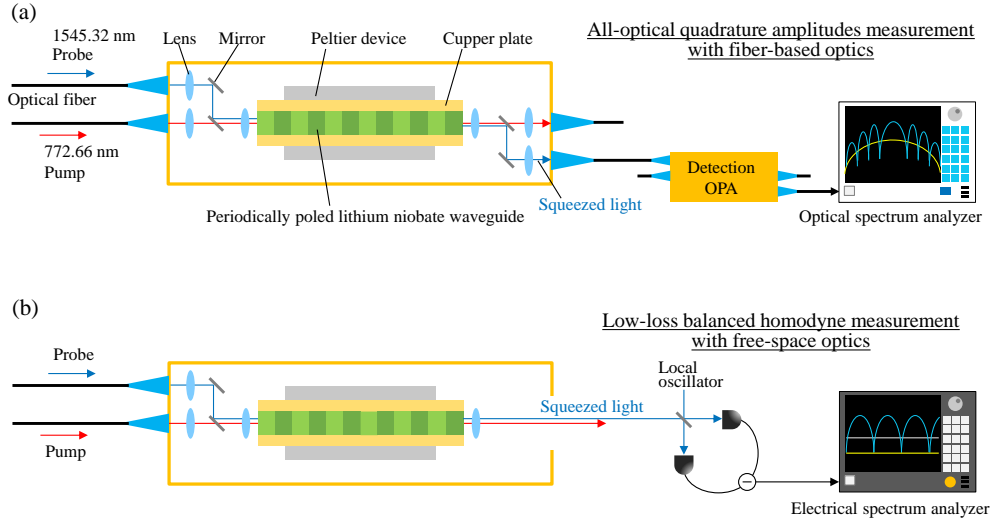 (a)
1545.32 nm
Probe
Lens
Mirror
Peltier device
Cupper plate
All-optical quadrature amplitudes measurement
with fiber-based optics
Optical fiber
772.66 nm
Pump
Detection
OPA
Squeezed light
Periodically poled lithium niobate waveguide
Optical spectrum analyzer
(b)
Low-loss balanced homodyne measurement
with free-space optics
Probe
Local
oscillator
Squeezed light
Pump
Electrical spectrum analyzer